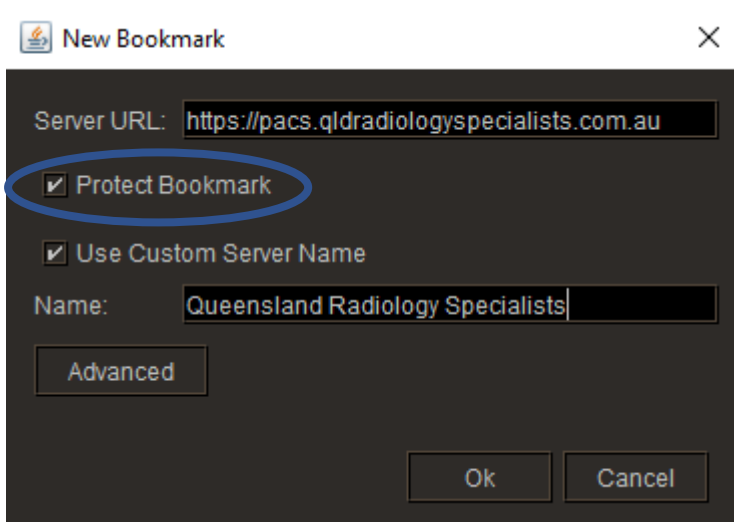 New Bookmark
Server URL: https://pacs.qldradiologyspecialists.com.au
Protect Bookmark
Use Custom Server Name
Name: Queensland Radiology Specialists
Advanced
Ok Cancel